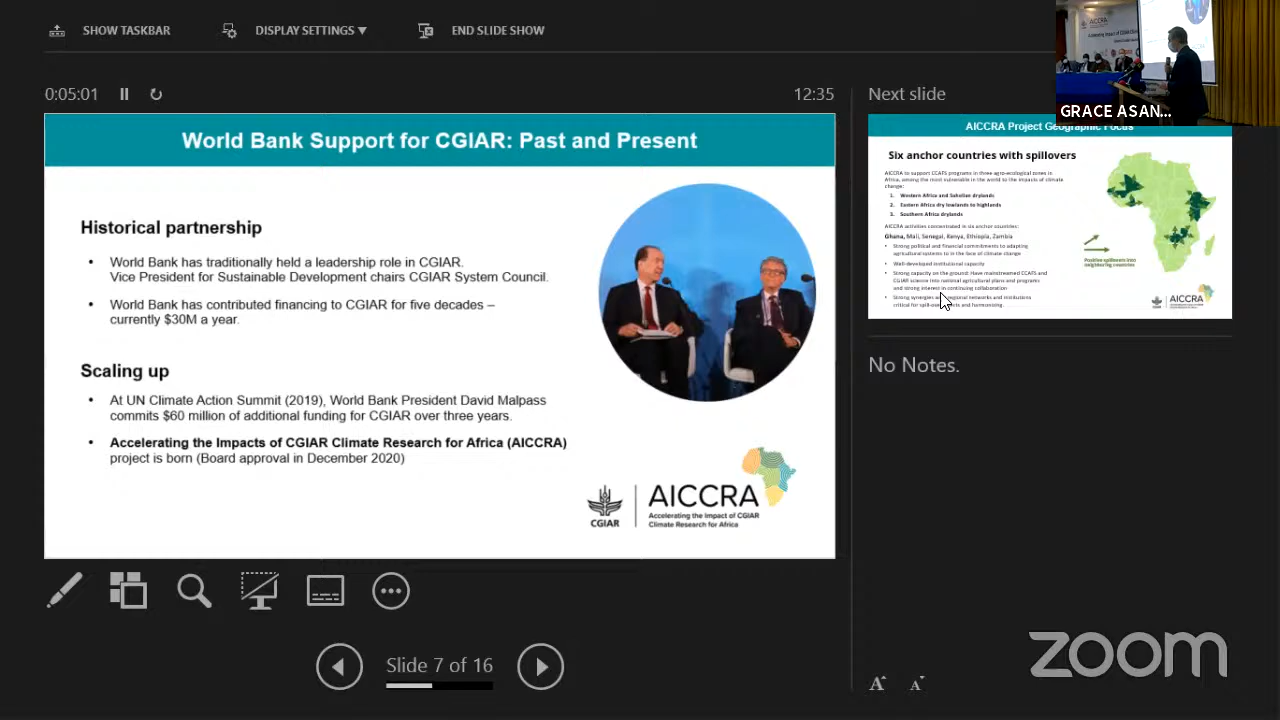 SHOW TASKBAR
DISPLAY SETTINGS ▼
END SLIDE SHOW
0:05:01
12:35
World Bank Support for CGIAR: Past and Present
Historical partnership
• World Bank has traditionally held a leadership role in CGIAR.
Vice President for Sustainable Development chairs CGIAR System Council.
• World Bank has contributed financing to CGIAR for five decades –
currently $30M a year.
Scaling up
• At UN Climate Action Summit (2019), World Bank President David Malpass
commits $60 million of additional funding for CGIAR over three years.
• Accelerating the Impacts of CGIAR Climate Research for Africa (AICCRA)
project is born (Board approval in December 2020)
CGIAR
AICCRA
Accelerating the Impact of CGIAR
Climate Research for Africa
Slide 7 of 16
Next slide
GRACE ASAN...
AICCRA
AICCRA Project Geographic Focus
Six anchor countries with spillovers
AICCRA to support CCAFS programs in three agro-ecological zones in
Africa, among the most vulnerable in the world to the impacts of climate
change:
1. Western Africa and Sahelian drylands
2. Eastern Africa dry lowlands to highlands
3. Southern Africa drylands
AICCRA activities concentrated in six anchor countries:
Ghana, Mali, Senegal, Kenya, Ethiopia, Zambia
• Strong political and financial commitments to adapting
agricultural systems to in the face of climate change
• Well-developed institutional capacity
• Strong capacity on the ground: Have mainstreamed CCAFS and
CGIAR science into national agricultural plans and programs
and strong interest in continuing collaboration
• Strong synergies regional networks and institutions
critical for and harmonising.
Positive spillovers into
neighboring countries
AICCRA
No Notes.
A A
zoom